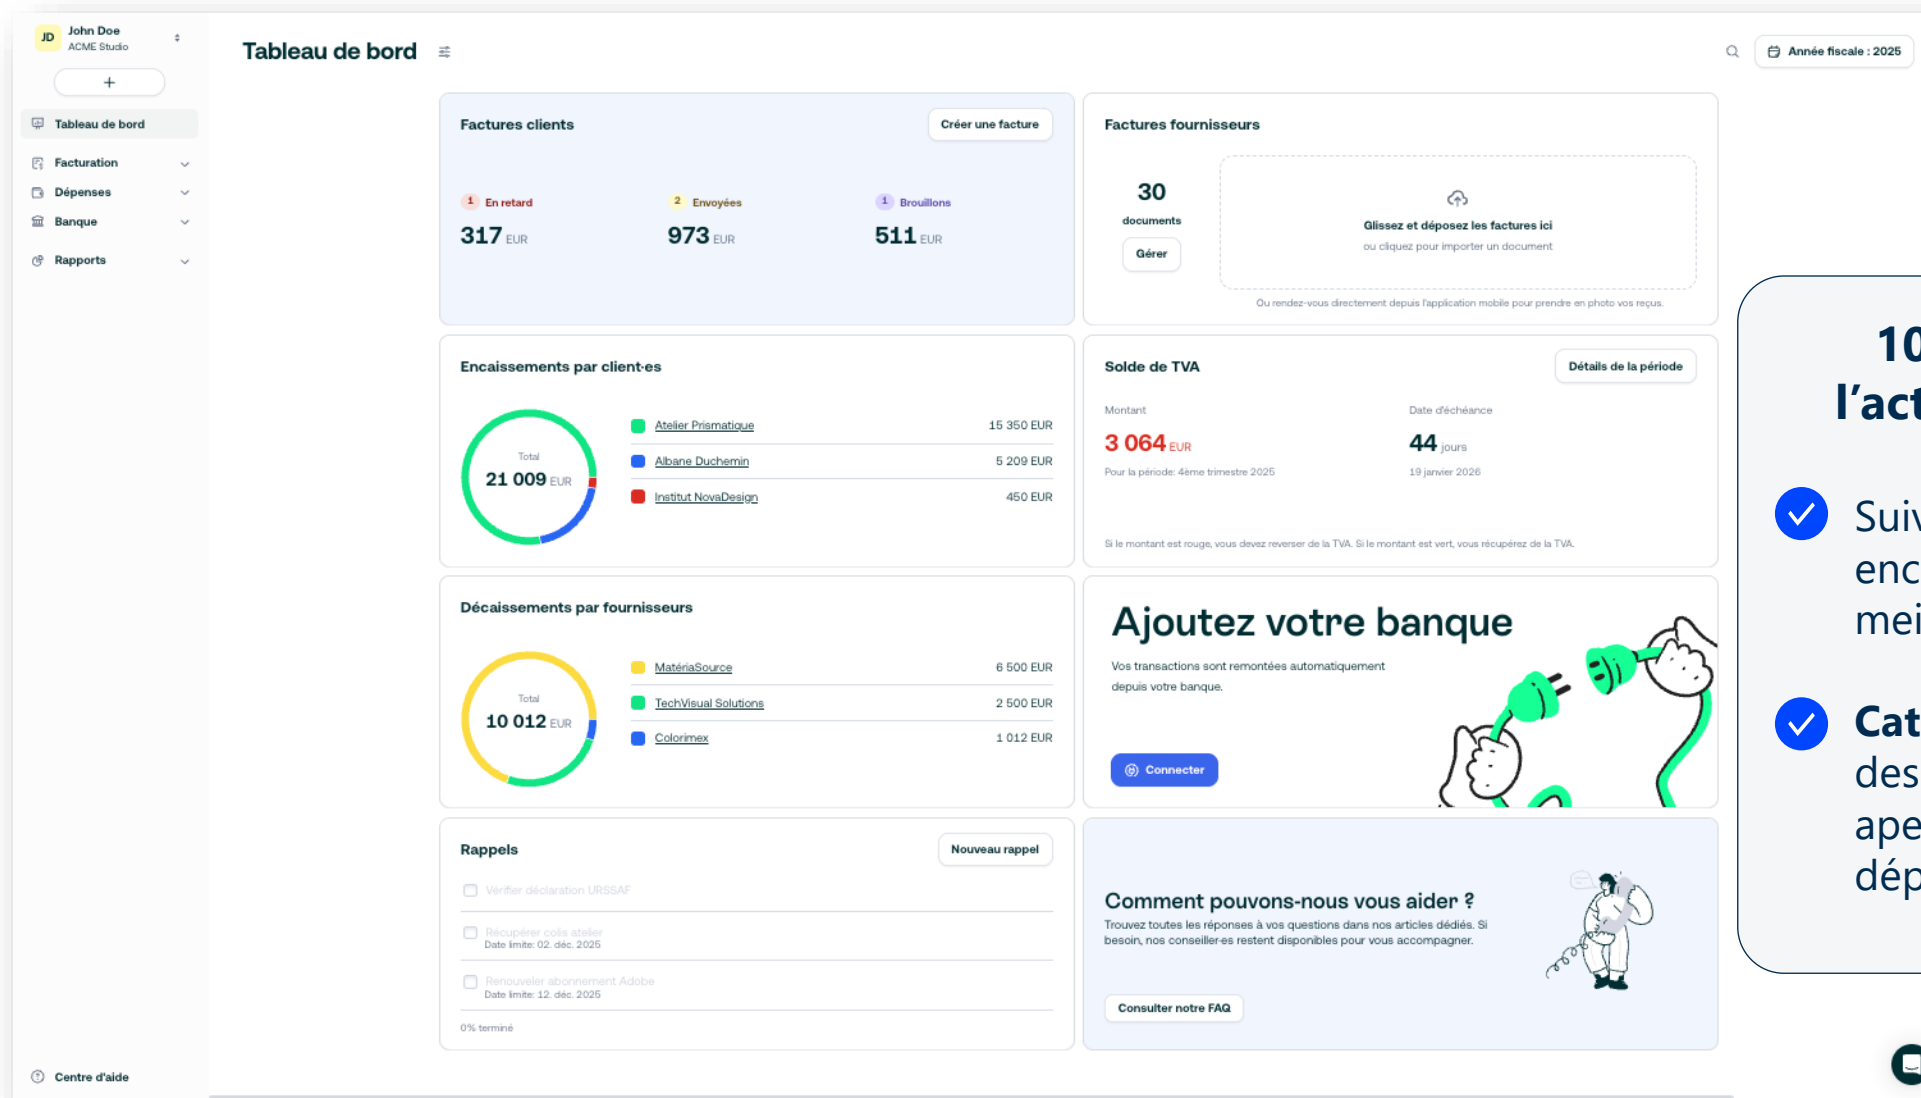 JD
John Doe
ACME Studio
Tableau de bord
Facturation
Dépenses
Banque
Rapports
Centre d'aide
Tableau de bord
Année fiscale : 2025
Factures clients
Créer une facture
1 En retard
317 EUR
2 Envoyées
973 EUR
1 Brouillons
511 EUR
Factures fournisseurs
30
documents
Gérer
Glissez et déposez les factures ici
ou cliquez pour importer un document
Ou rendez-vous directement depuis l'application mobile pour prendre en photo vos reçus.
Encaissements par client·es
Total
21 009 EUR
Atelier Prismatique 15 350 EUR
Albane Duchemin 5 209 EUR
Institut NovaDesign 450 EUR
Solde de TVA
Détails de la période
Montant
3 064 EUR
Pour la période: 4ème trimestre 2025
Date d'échéance
44 jours
19 janvier 2026
Si le montant est rouge, vous devez reverser de la TVA. Si le montant est vert, vous récupérez de la TVA.
Décaissements par fournisseurs
Total
10 012 EUR
MatériaSource 6 500 EUR
TechVisual Solutions 2 500 EUR
Colorimex 1 012 EUR
Ajoutez votre banque
Vos transactions sont remontées automatiquement
depuis votre banque.
Connecter
Rappels
Nouveau rappel
Vérifier déclaration URSSAF
Récupérer colis atelier
Date limite: 02. déc. 2025
Renouveler abonnement Adobe
Date limite: 12. déc. 2025
0% terminé
Comment pouvons-nous vous aider ?
Trouvez toutes les réponses à vos questions dans nos articles dédiés. Si
besoin, nos conseiller·es restent disponibles pour vous accompagner.
Consulter notre FAQ
10
l’act
Suiv
enc
mei
Cat
des
ape
dép